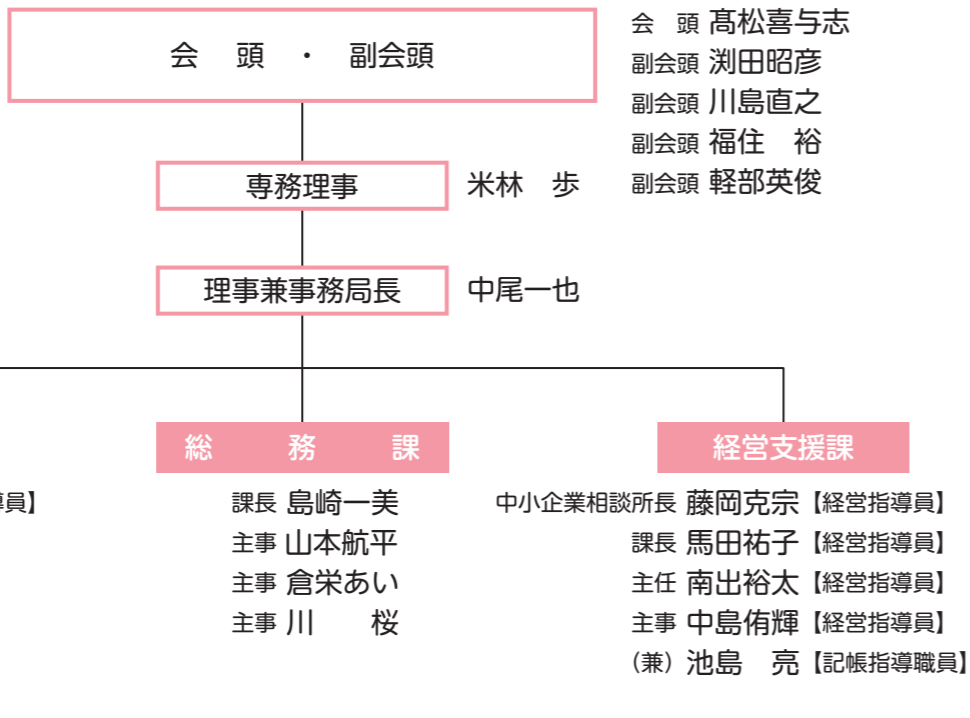 会　頭　・　副会頭
会　頭 髙松喜与志
副会頭 渕田昭彦
副会頭 川島直之
副会頭 福住　裕
副会頭 軽部英俊
専務理事　米林　歩
理事兼事務局長　中尾一也
導員】
総　務　課
課長 島崎一美
主事 山本航平
主事 倉栄あい
主事 川　　桜
経営支援課
中小企業相談所長 藤岡克宗【経営指導員】
課長 馬田祐子【経営指導員】
主任 南出裕太【経営指導員】
主事 中島侑輝【経営指導員】
（兼）池島　亮【記帳指導職員】